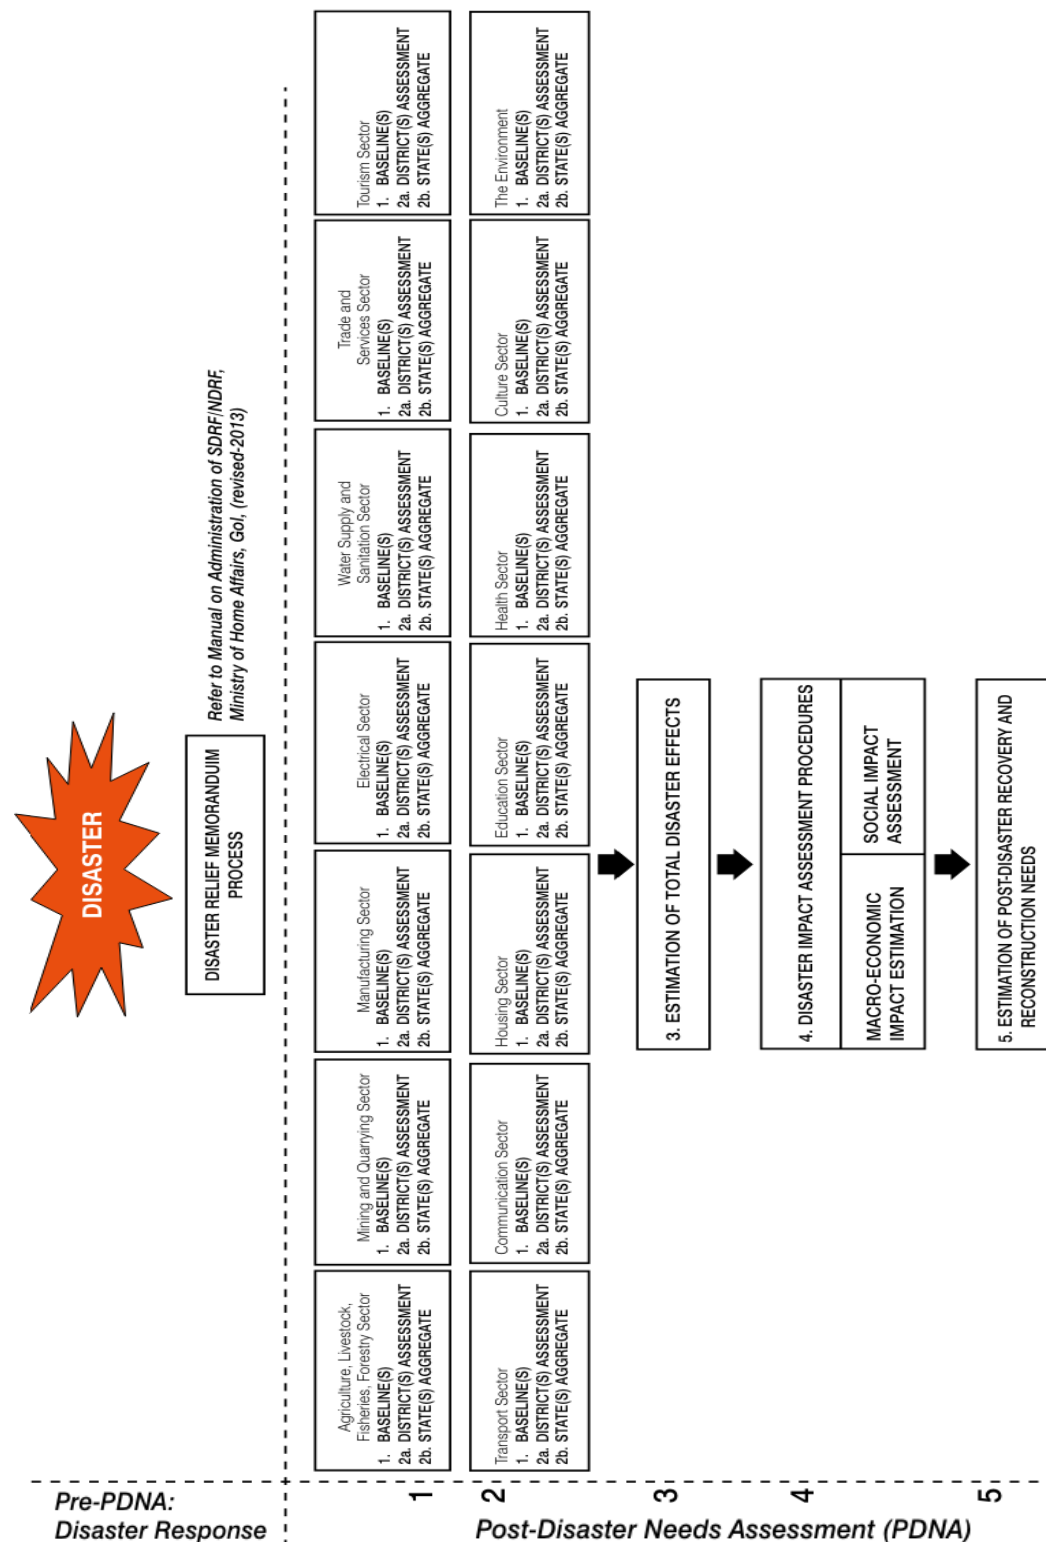 DISASTER
DISASTER RELIEF MEMORANDUM
PROCESS
Refer to Manual on Administration of SDRF/NDRF,
Ministry of Home Affairs, GoI, (revised-2013)
Pre-PDNA:
Disaster Response
Post-Disaster Needs Assessment (PDNA)
1
Agriculture, Livestock,
Fisheries, Forestry Sector
1. BASELINE(S)
2a. DISTRICT(S) ASSESSMENT
2b. STATE(S) AGGREGATE
Mining and Quarrying Sector
1. BASELINE(S)
2a. DISTRICT(S) ASSESSMENT
2b. STATE(S) AGGREGATE
Manufacturing Sector
1. BASELINE(S)
2a. DISTRICT(S) ASSESSMENT
2b. STATE(S) AGGREGATE
Electrical Sector
1. BASELINE(S)
2a. DISTRICT(S) ASSESSMENT
2b. STATE(S) AGGREGATE
Water Supply and
Sanitation Sector
1. BASELINE(S)
2a. DISTRICT(S) ASSESSMENT
2b. STATE(S) AGGREGATE
Trade and
Services Sector
1. BASELINE(S)
2a. DISTRICT(S) ASSESSMENT
2b. STATE(S) AGGREGATE
Tourism Sector
1. BASELINE(S)
2a. DISTRICT(S) ASSESSMENT
2b. STATE(S) AGGREGATE
2
Transport Sector
1. BASELINE(S)
2a. DISTRICT(S) ASSESSMENT
2b. STATE(S) AGGREGATE
Communication Sector
1. BASELINE(S)
2a. DISTRICT(S) ASSESSMENT
2b. STATE(S) AGGREGATE
Housing Sector
1. BASELINE(S)
2a. DISTRICT(S) ASSESSMENT
2b. STATE(S) AGGREGATE
Education Sector
1. BASELINE(S)
2a. DISTRICT(S) ASSESSMENT
2b. STATE(S) AGGREGATE
Health Sector
1. BASELINE(S)
2a. DISTRICT(S) ASSESSMENT
2b. STATE(S) AGGREGATE
Culture Sector
1. BASELINE(S)
2a. DISTRICT(S) ASSESSMENT
2b. STATE(S) AGGREGATE
The Environment
1. BASELINE(S)
2a. DISTRICT(S) ASSESSMENT
2b. STATE(S) AGGREGATE
3
3. ESTIMATION OF TOTAL DISASTER EFFECTS
4
4. DISASTER IMPACT ASSESSMENT PROCEDURES
MACRO-ECONOMIC
IMPACT ESTIMATION
SOCIAL IMPACT
ASSESSMENT
5
5. ESTIMATION OF POST-DISASTER RECOVERY AND
RECONSTRUCTION NEEDS